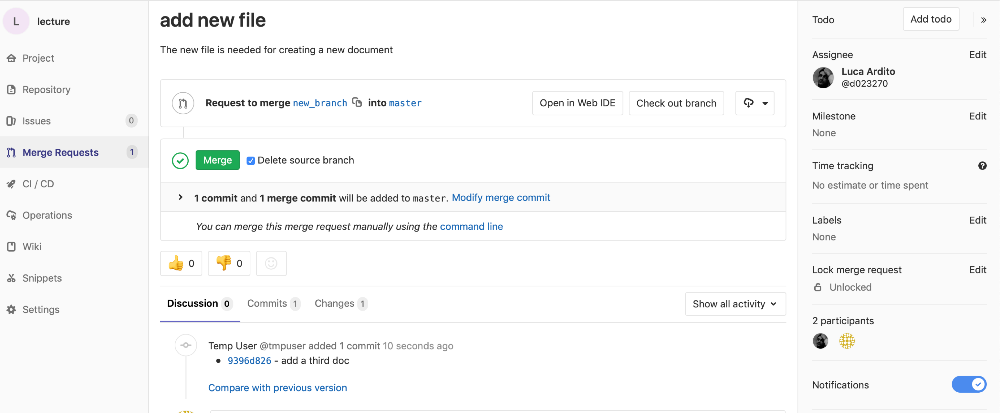 L lecture
Project
Repository
Issues 0
Merge Requests 1
CI / CD
Operations
Wiki
Snippets
Settings
add new file
The new file is needed for creating a new document
Request to merge new_branch into master
Open in Web IDE
Check out branch
Merge
Delete source branch
1 commit and 1 merge commit will be added to master. Modify merge commit
You can merge this merge request manually using the command line
0
0
Discussion 0
Commits 1
Changes 1
Show all activity
Temp User @tmpuser added 1 commit 10 seconds ago
9396d826 - add a third doc
Compare with previous version
Todo
Add todo
Assignee Edit
Luca Ardito
@d023270
Milestone Edit
None
Time tracking
No estimate or time spent
Labels Edit
None
Lock merge request Edit
Unlocked
2 participants
Notifications